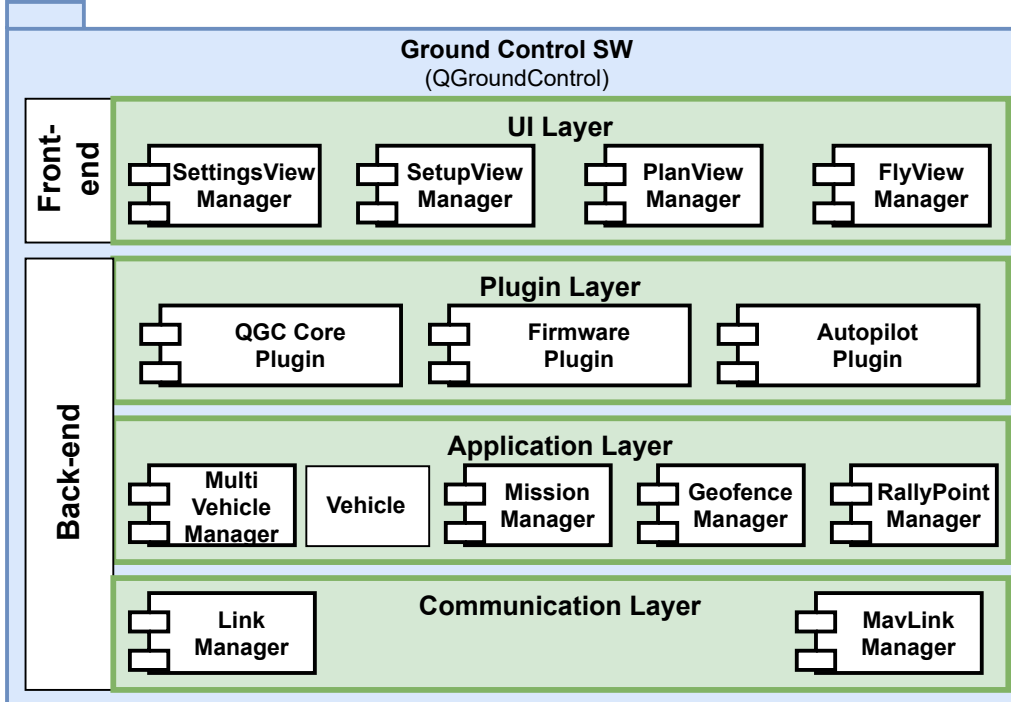 Ground Control SW
(QGroundControl)
Front-
end
UI Layer
SettingsView
Manager
SetupView
Manager
PlanView
Manager
FlyView
Manager
Back-end
Plugin Layer
QGC Core
Plugin
Firmware
Plugin
Autopilot
Plugin
Application Layer
Multi
Vehicle
Manager
Vehicle
Mission
Manager
Geofence
Manager
RallyPoint
Manager
Communication Layer
Link
Manager
MavLink
Manager